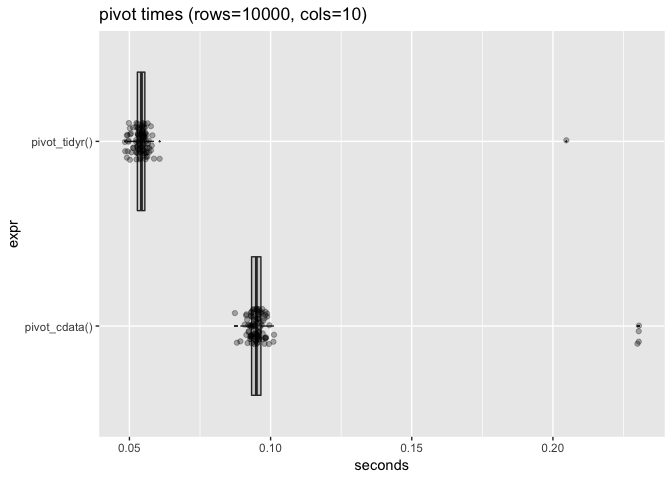 pivot times (rows=10000, cols=10)
expr
pivot_tidyr()
pivot_cdata()
0.05 0.10 0.15 0.20
seconds